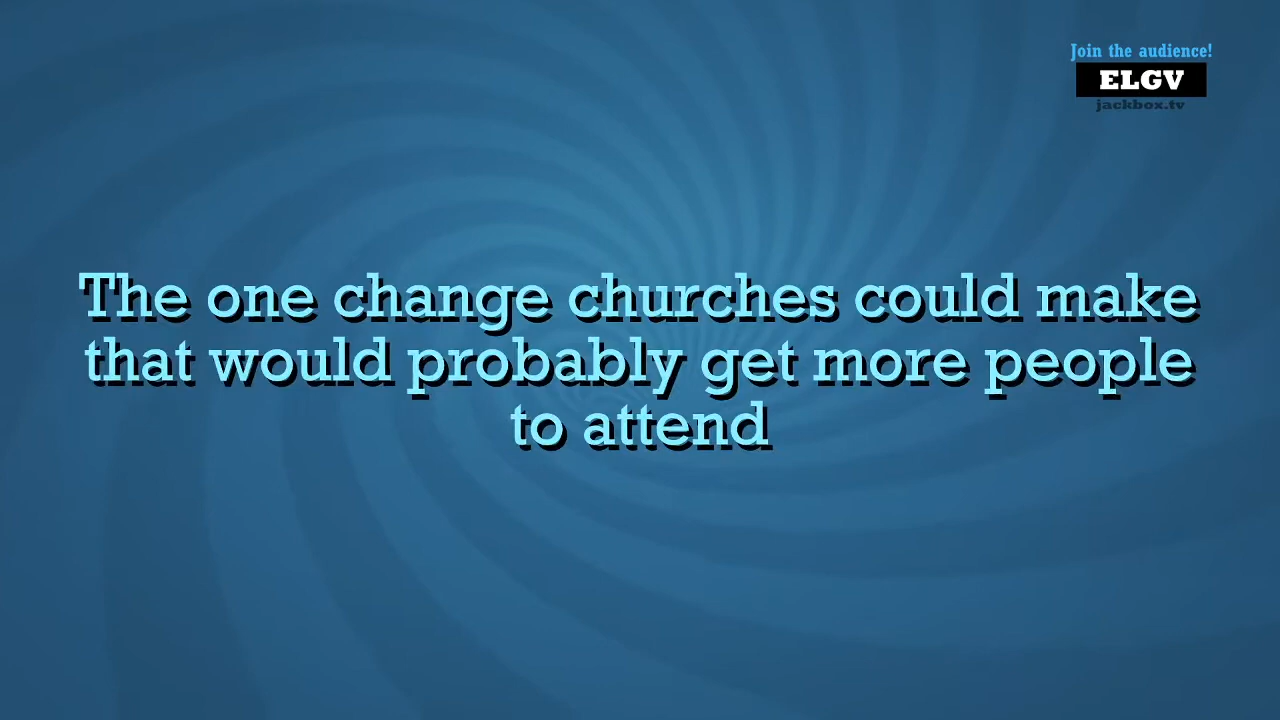 Join the audience!
ELGV
jackbox.tv
The one change churches could make
that would probably get more people
to attend